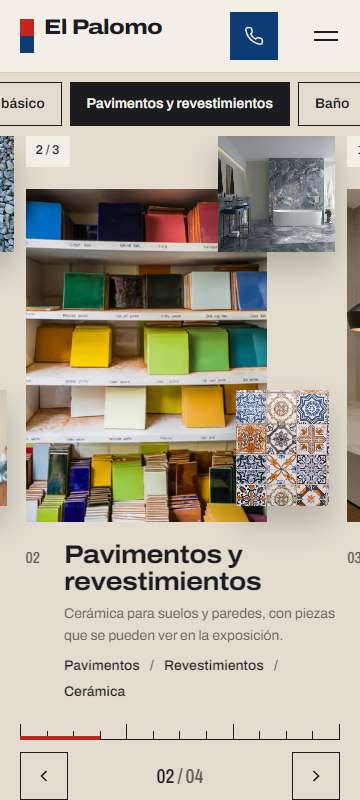 El Palomo
básico
Pavimentos y revestimientos
Baño
2 / 3
02
Pavimentos y
revestimientos
03
Cerámica para suelos y paredes, con piezas
que se pueden ver en la exposición.
Pavimentos / Revestimientos /
Cerámica
02 / 04